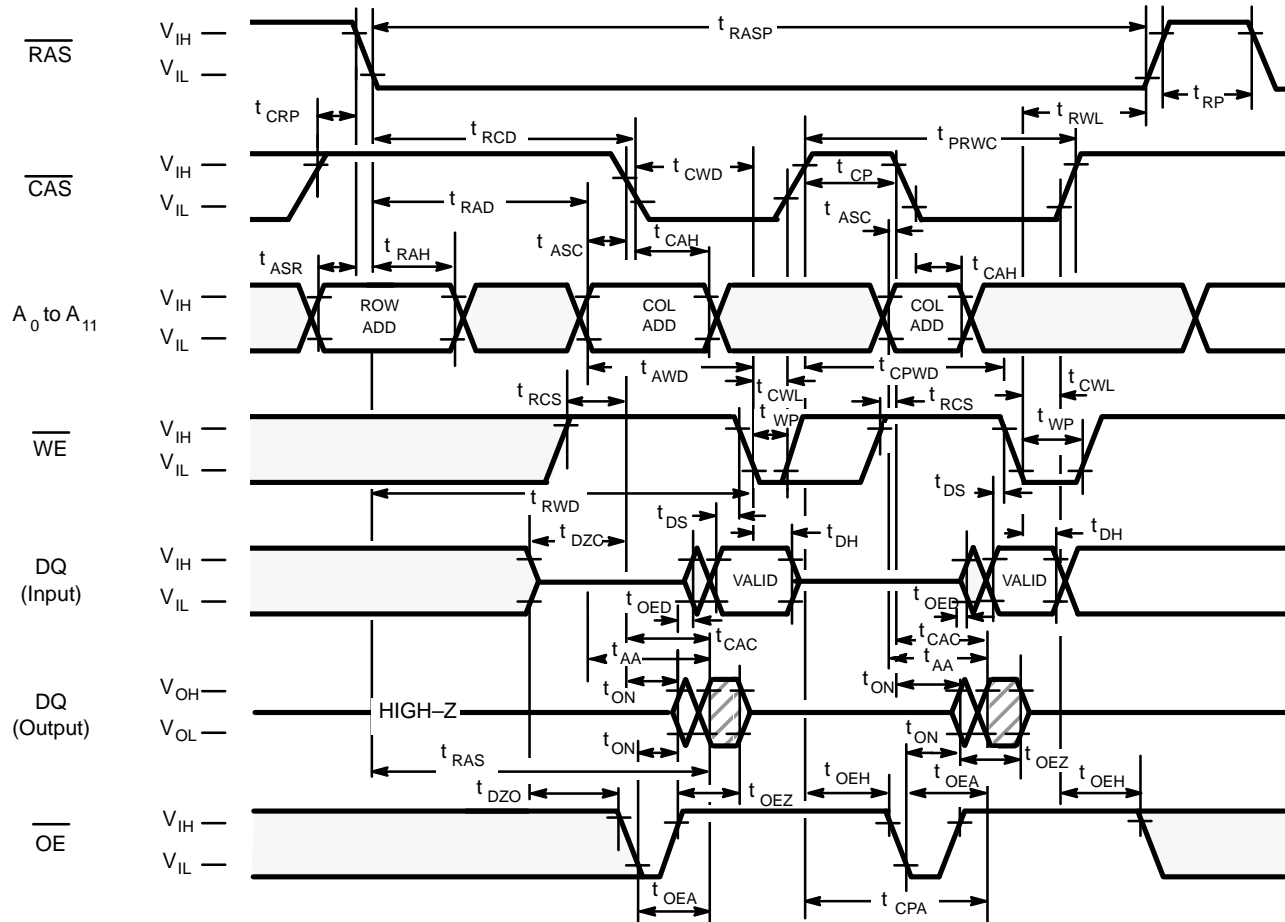 t RASP
RAS
V IH
V IL
t RP
t CRP
t RWL
t RCD
t PRWC
CAS
V IH
V IL
t CWD
t CP
t RAD
t ASC
t ASR
t RAH
t ASC
t CAH
t CAH
A 0 to A 11
V IH
V IL
ROW ADD
COL ADD
COL ADD
t AWD
t CPWD
t RCS
t CWL
t RCS
t CWL
WE
V IH
V IL
t WP
t WP
t RWD
t DS
t DS
t DZC
t DH
t DH
DQ
(Input)
V IH
V IL
VALID
VALID
t OED
t OED
t CAC
t CAC
t AA
t AA
t ON
t ON
DQ
(Output)
V OH
V OL
HIGH–Z
t ON
t ON
t RAS
t OEZ
t DZO
t OEZ
t OEH
t OEA
t OEH
OE
V IH
V IL
t OEA
t CPA